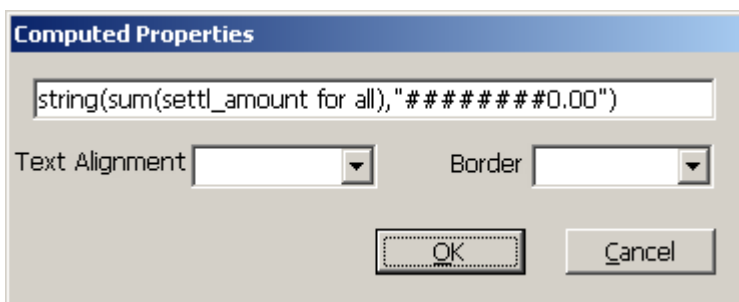 Computed Properties
string(sum(settl_amount for all),"########0.00")
Text Alignment Border
OK Cancel